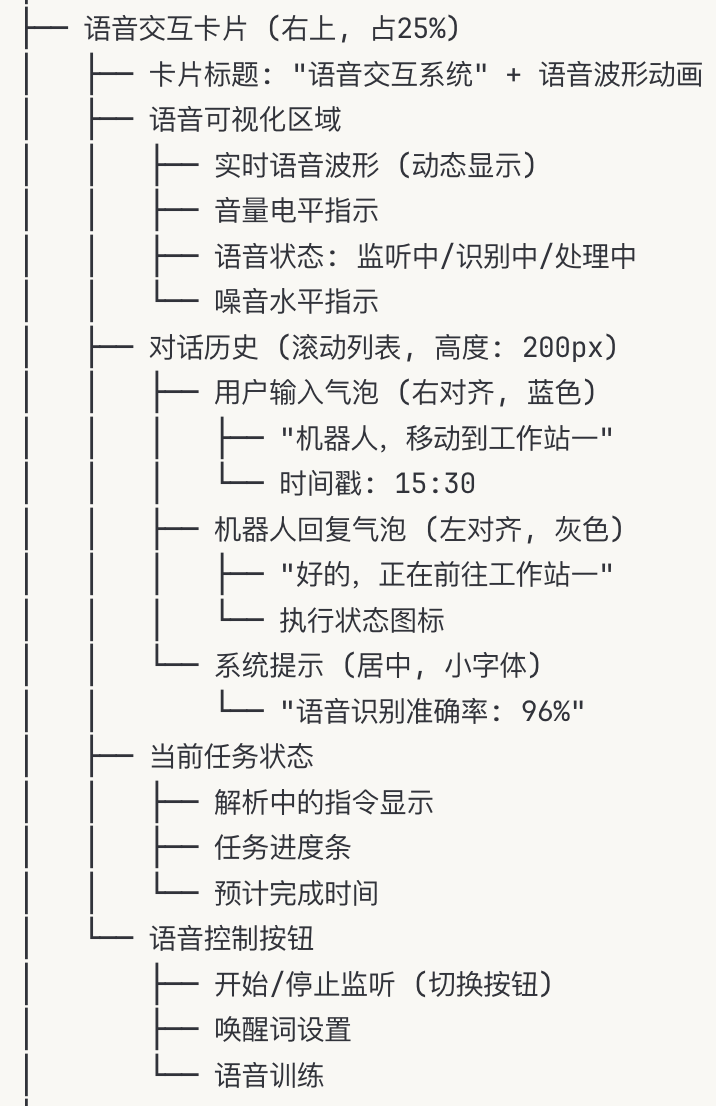 ├── 语音交互卡片 (右上, 占25%)
│   ├── 卡片标题: "语音交互系统" + 语音波形动画
│   ├── 语音可视化区域
│   │   ├── 实时语音波形 (动态显示)
│   │   ├── 音量电平指示
│   │   ├── 语音状态: 监听中/识别中/处理中
│   │   └── 噪音水平指示
│   ├── 对话历史 (滚动列表, 高度: 200px)
│   │   ├── 用户输入气泡 (右对齐, 蓝色)
│   │   │   ├── "机器人，移动到工作站一"
│   │   │   └── 时间戳: 15:30
│   │   ├── 机器人回复气泡 (左对齐, 灰色)
│   │   │   ├── "好的，正在前往工作站一"
│   │   │   └── 执行状态图标
│   │   └── 系统提示 (居中, 小字体)
│   │       └── "语音识别准确率: 96%"
│   ├── 当前任务状态
│   │   ├── 解析中的指令显示
│   │   ├── 任务进度条
│   │   └── 预计完成时间
│   └── 语音控制按钮
│       ├── 开始/停止监听 (切换按钮)
│       ├── 唤醒词设置
│       └── 语音训练